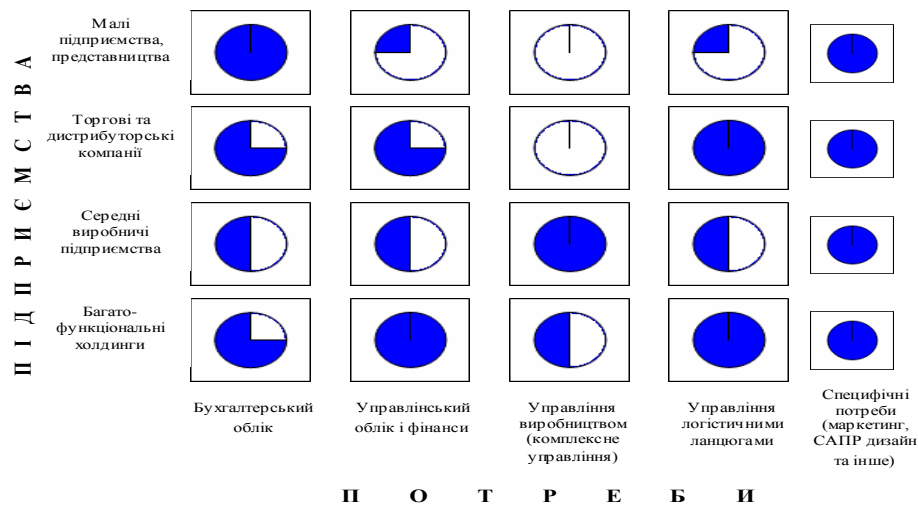 ПІДПРИЄМСТВА
Малі
підприємства,
представництва
Торгові та
дистрибуторські
компанії
Середні
виробничі
підприємства
Багато-
функціональні
холдинги
Бухгалтерський
облік
Управлінський
облік і фінанси
Управління
виробництвом
(комплексне
управління)
Управління
логістичними
ланцюгами
Специфічні
потреби
(маркетинг,
САПР дизайн
та інше)
П О Т Р Е Б И